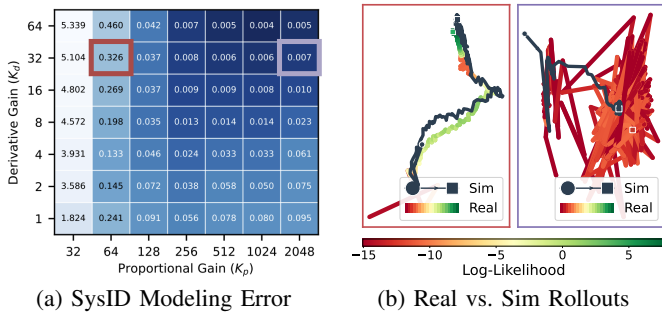 (a)
(b)
Derivative Gain (K_d)
64 5.339 0.460 0.042 0.007 0.005 0.004 0.005
32 5.104 0.326 0.037 0.008 0.006 0.006 0.007
16 4.802 0.269 0.037 0.009 0.009 0.008 0.010
8 4.572 0.198 0.035 0.013 0.014 0.014 0.023
4 3.931 0.133 0.046 0.024 0.033 0.033 0.061
2 3.586 0.145 0.072 0.038 0.058 0.050 0.075
1 1.824 0.241 0.091 0.056 0.078 0.080 0.095
32 64 128 256 512 1024 2048
Proportional Gain (K_p)
Sim
Real
Sim
Real
−15 −10 −5 0 5
Log-Likelihood
(a) SysID Modeling Error
(b) Real vs. Sim Rollouts